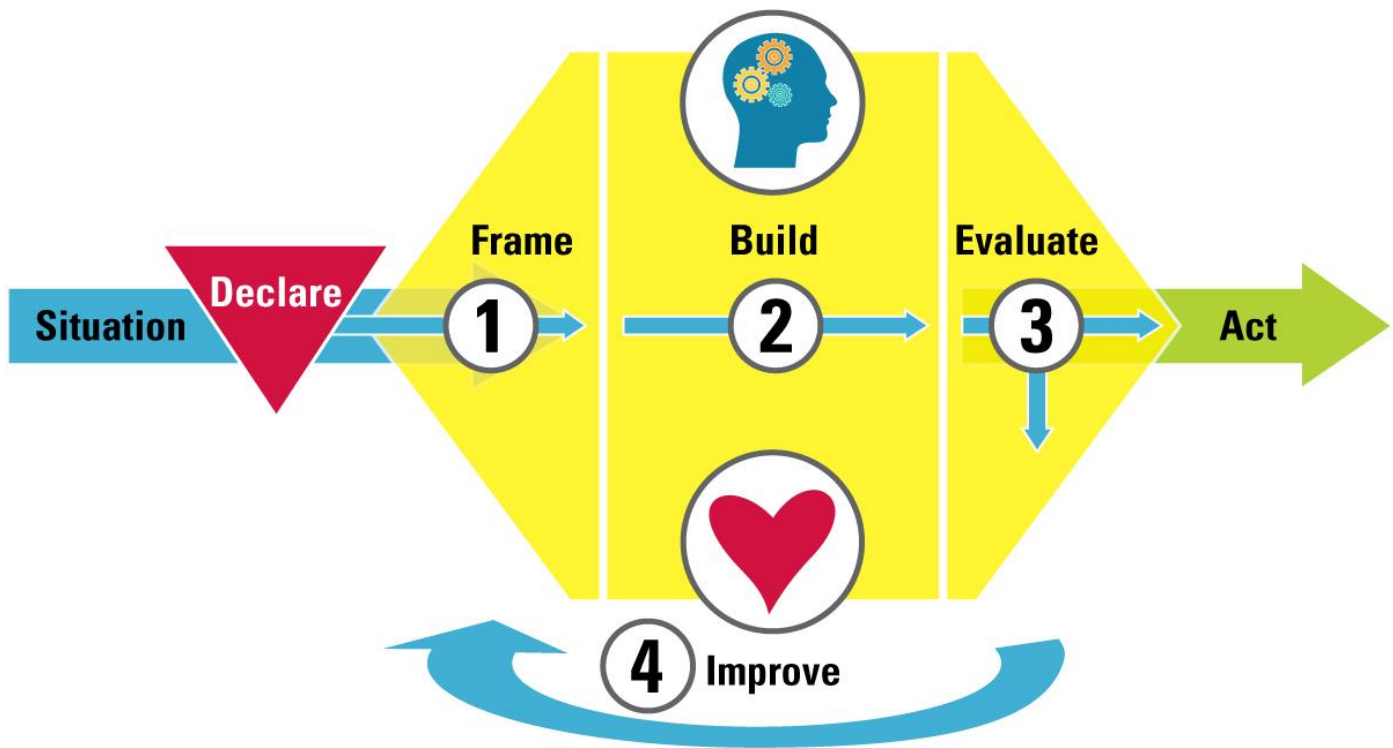 Frame
Build
Evaluate
Declare
Situation
1
2
3
Act
4
Improve